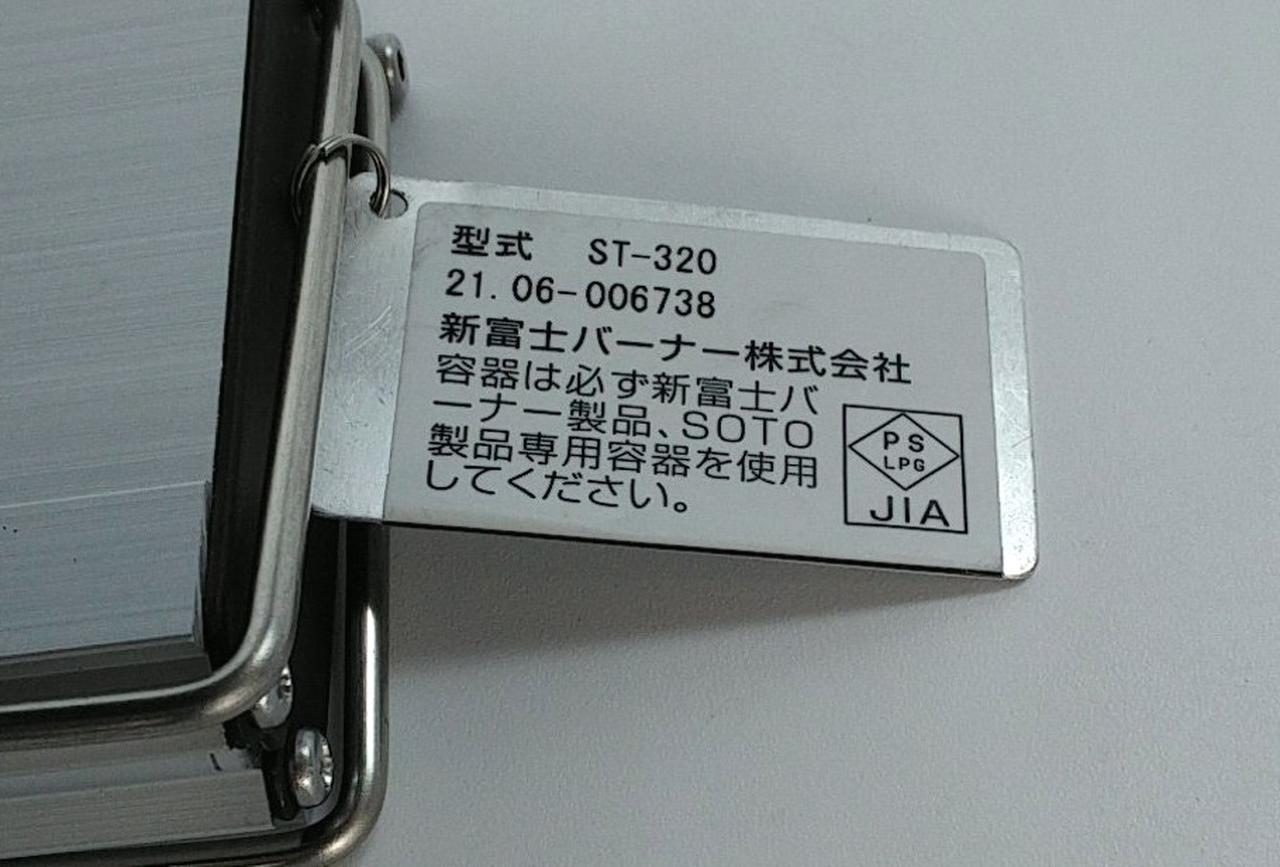 型式 ST-320
21.06-006738
新富士バーナー株式会社
容器は必ず新富士バ
ーナー製品、SOTO
製品専用容器を使用
してください。
PS
LPG
JIA